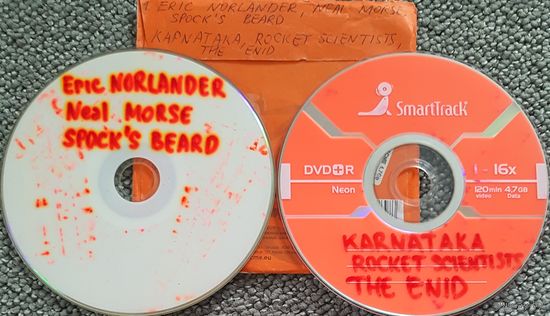 1 ERIC NORLANDER, NEAL MORSE
SPOCK'S BEARD
KARNATAKA, ROCKET SCIENTISTS,
THE ENID
Eric NORLANDER
Neal MORSE
SPOCK'S BEARD
SmartTrack
DVD+R
1-16x
Neon
120min 4.7GB
video Data
KARNATAKA
ROCKET SCIENTISTS
THE ENID